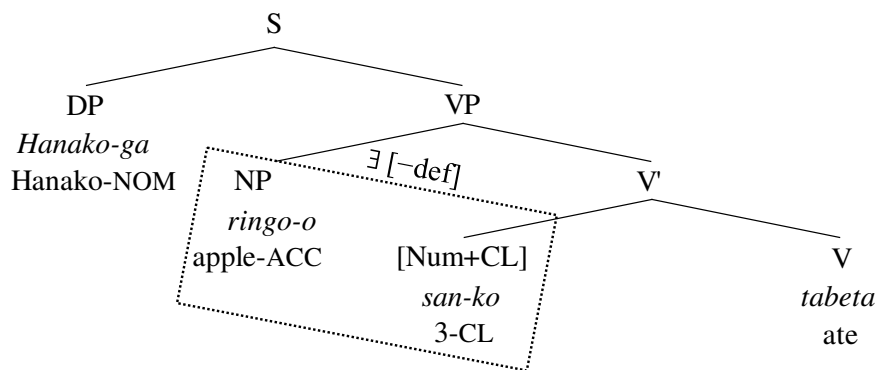 S
DP VP
Hanako-ga
Hanako-NOM
∃ [−def]
NP V'
ringo-o
apple-ACC
[Num+CL] V
san-ko tabeta
3-CL ate